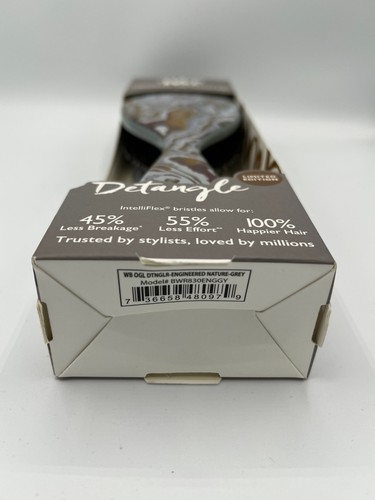 Detangle
LIMITED
EDITION
IntelliFlex® bristles allow for:
45%
Less Breakage*
55%
Less Effort**
100%
Happier Hair
Trusted by stylists, loved by millions
WB OGL DTNGLR-ENGINEERED NATURE-GREY
Model# BWR830ENGGY
7 36658 48097 9